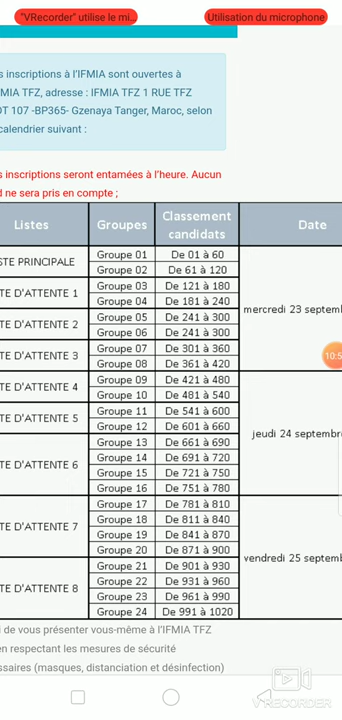 "VRecorder" utilise le mi... Utilisation du microphone
s inscriptions à l'IFMIA sont ouvertes à
MIA TFZ, adresse : IFMIA TFZ 1 RUE TFZ
OT 107 -BP365- Gzenaya Tanger, Maroc, selon
calendrier suivant :
s inscriptions seront entamées à l'heure. Aucun
d ne sera pris en compte ;
Listes Groupes Classement candidats Date
STE PRINCIPALE Groupe 01 De 01 à 60 mercredi 23 septem
Groupe 02 De 61 à 120
TE D'ATTENTE 1 Groupe 03 De 121 à 180
Groupe 04 De 181 à 240
TE D'ATTENTE 2 Groupe 05 De 241 à 300
Groupe 06 De 241 à 300
TE D'ATTENTE 3 Groupe 07 De 301 à 360
Groupe 08 De 361 à 420
10:5
TE D'ATTENTE 4 Groupe 09 De 421 à 480 jeudi 24 septembr
Groupe 10 De 481 à 540
TE D'ATTENTE 5 Groupe 11 De 541 à 600
Groupe 12 De 601 à 660
TE D'ATTENTE 6 Groupe 13 De 661 à 690
Groupe 14 De 691 à 720
Groupe 15 De 721 à 750
Groupe 16 De 751 à 780
TE D'ATTENTE 7 Groupe 17 De 781 à 810 vendredi 25 septem
Groupe 18 De 811 à 840
Groupe 19 De 841 à 870
Groupe 20 De 871 à 900
TE D'ATTENTE 8 Groupe 21 De 901 à 930
Groupe 22 De 931 à 960
Groupe 23 De 961 à 990
Groupe 24 De 991 à 1020
i de vous présenter vous-même à l'IFMIA TFZ
en respectant les mesures de sécurité
ssaires (masques, distanciation et désinfection)
VRECORDER